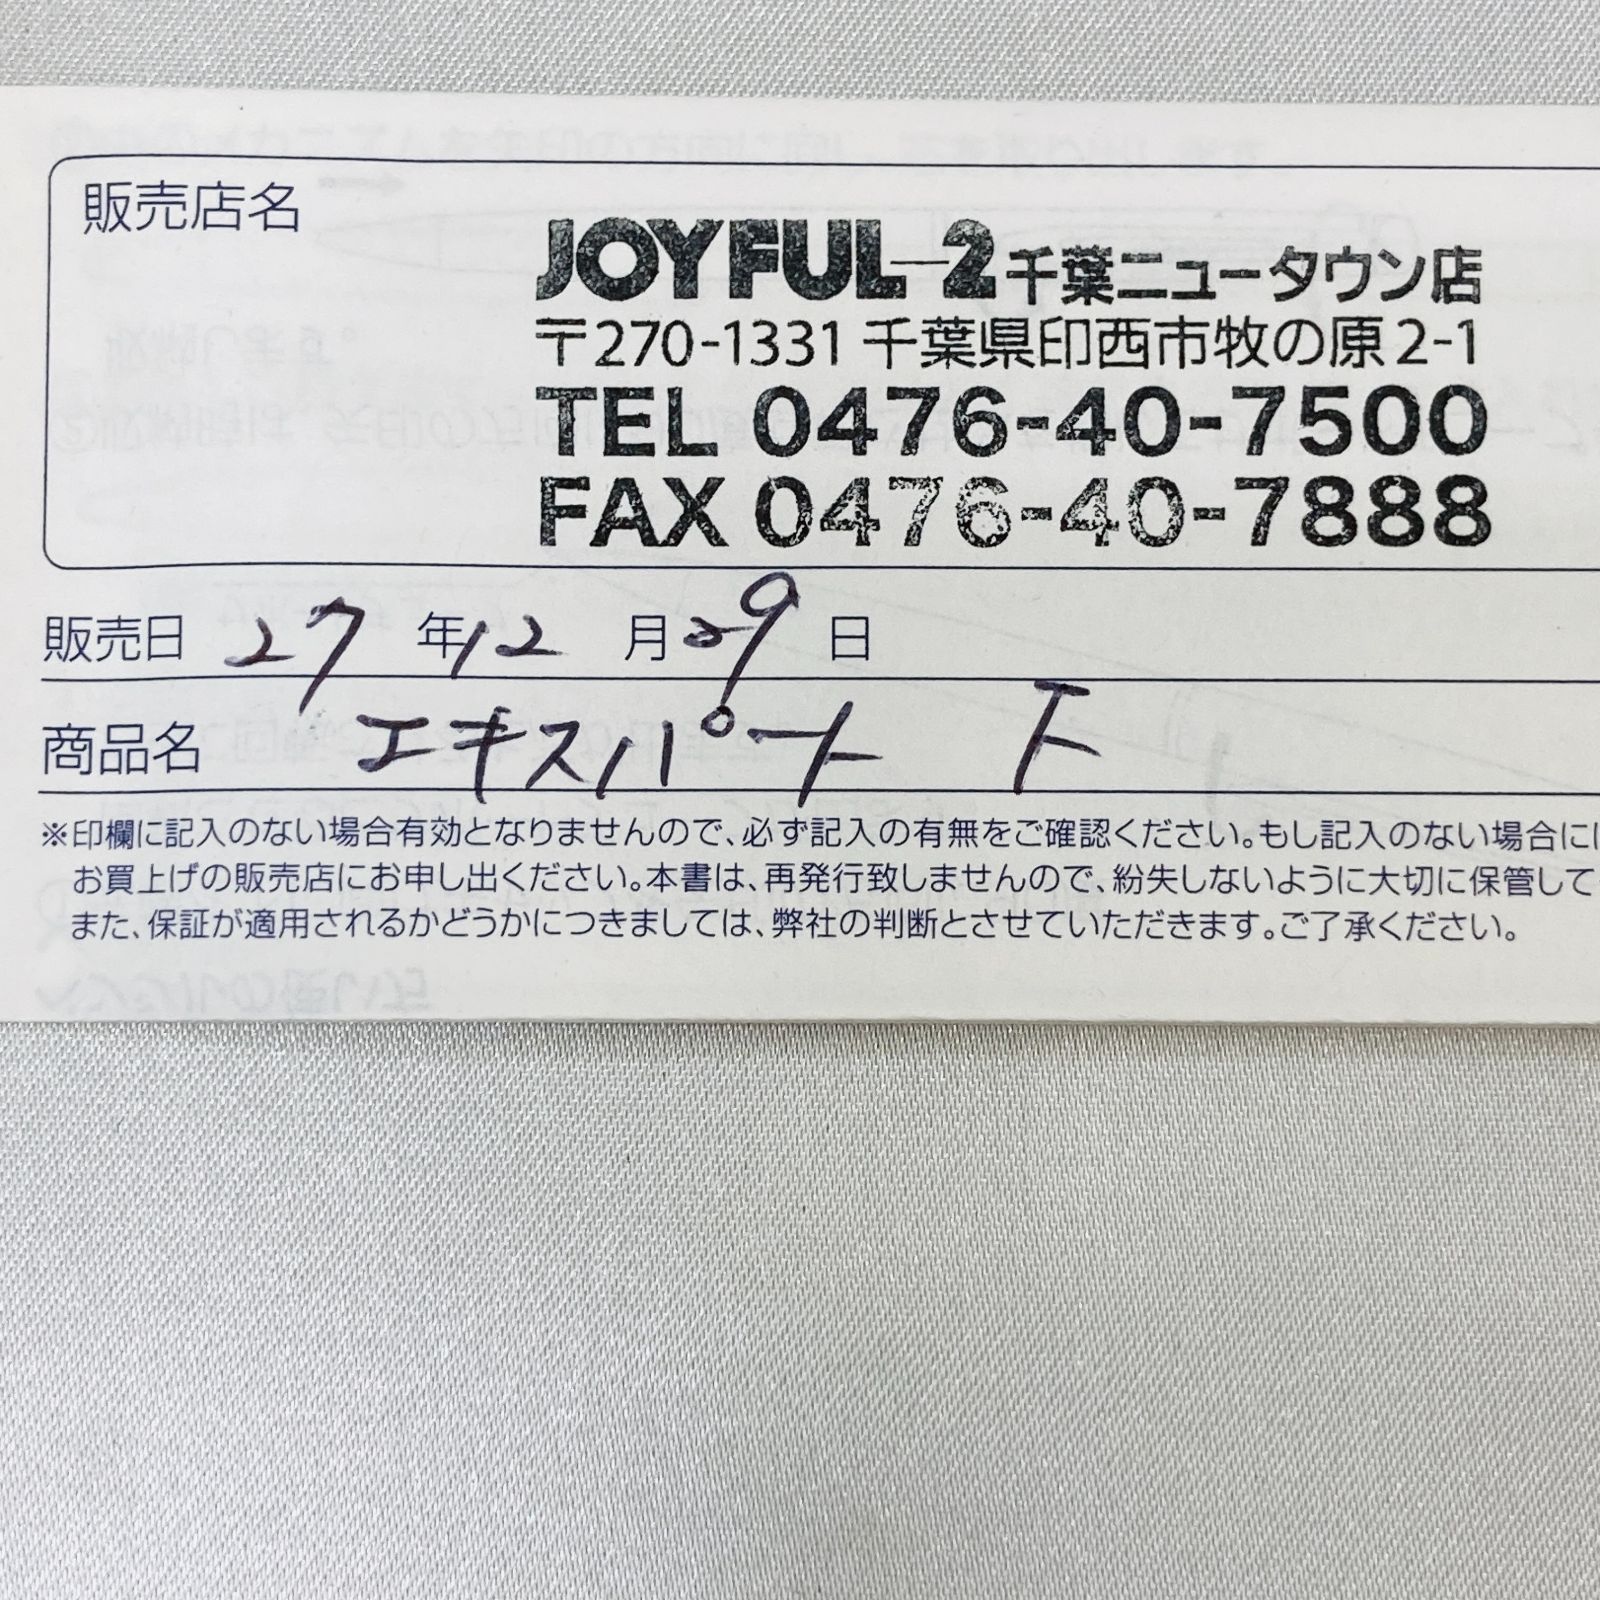 販売店名
JOYFUL-2 千葉ニュータウン店
〒270-1331 千葉県印西市牧の原2-1
TEL 0476-40-7500
FAX 0476-40-7888
販売日 27 年 12 月 29 日
商品名 エキスパート F
※印欄に記入のない場合有効となりませんので、必ず記入の有無をご確認ください。もし記入のない場合に
お買上げの販売店にお申し出ください。本書は、再発行致しませんので、紛失しないように大切に保管して
また、保証が適用されるかどうかにつきましては、弊社の判断とさせていただきます。ご了承ください。